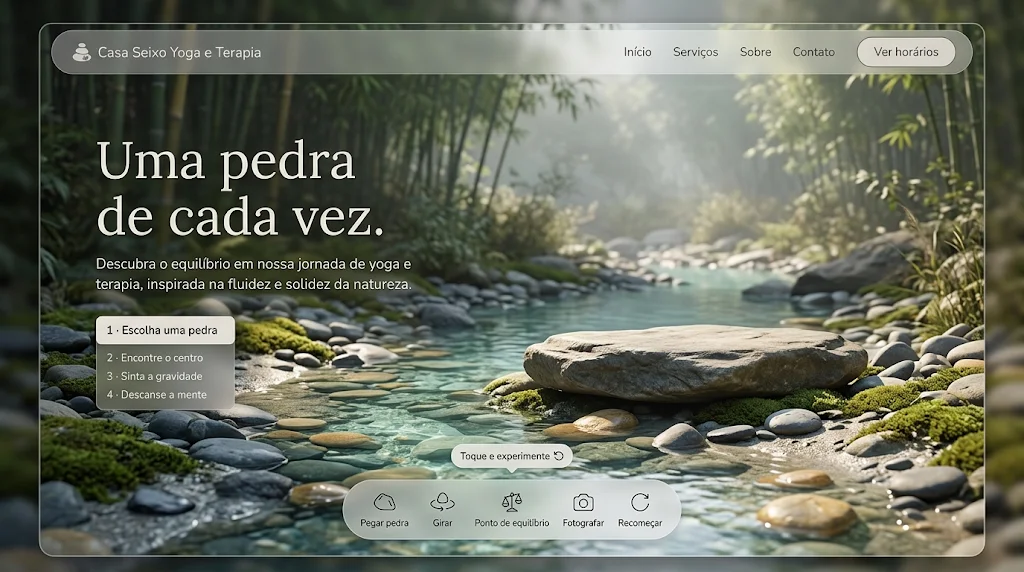 Casa Seixo Yoga e Terapia
Início
Serviços
Sobre
Contato
Ver horários
Uma pedra
de cada vez.
Descubra o equilíbrio em nossa jornada de yoga e
terapia, inspirada na fluidez e solidez da natureza.
1 · Escolha uma pedra
2 · Encontre o centro
3 · Sinta a gravidade
4 · Descanse a mente
Toque e experimente
Pegar pedra
Girar
Ponto de equilíbrio
Fotografar
Recomeçar